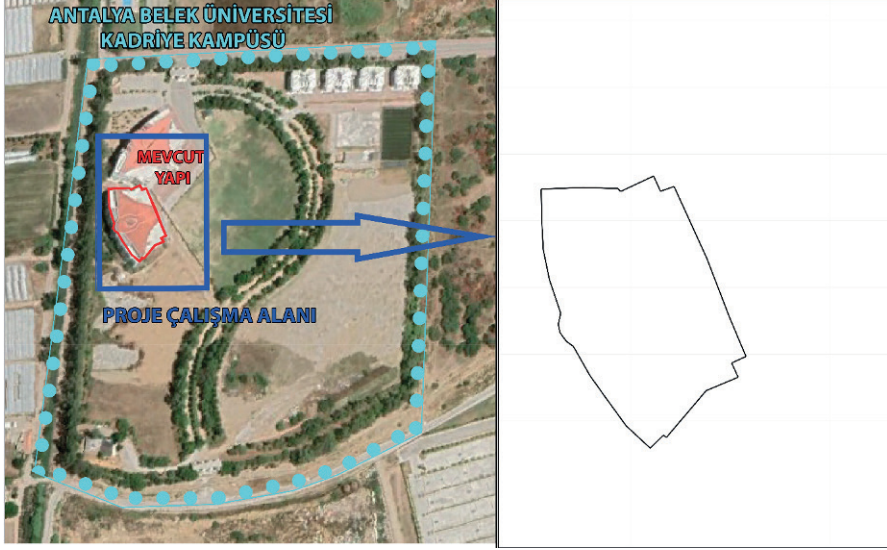 ANTALYA BELEK ÜNİVERSİTESİ
KADRİYE KAMPÜSÜ
MEVCUT
YAPI
PROJE ÇALIŞMA ALANI